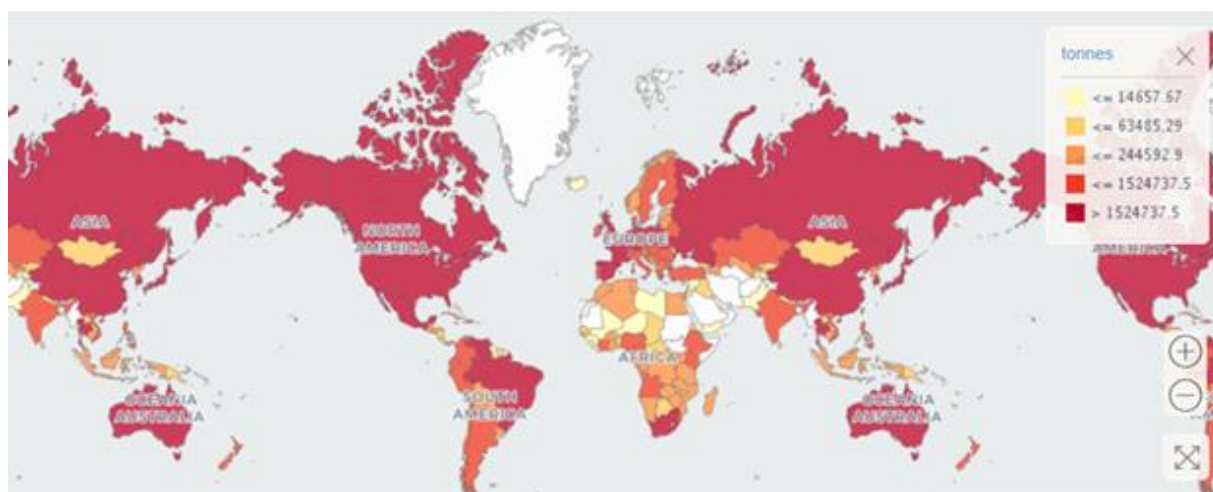 tonnes
<= 14657.67
<= 63485.29
<= 244592.9
<= 1524737.5
> 1524737.5
ASIA
NORTH
AMERICA
EUROPE
ASIA
AMERICA
AFRICA
OCEANIA
AUSTRALIA
SOUTH
AMERICA
OCEANIA
AUSTRALIA